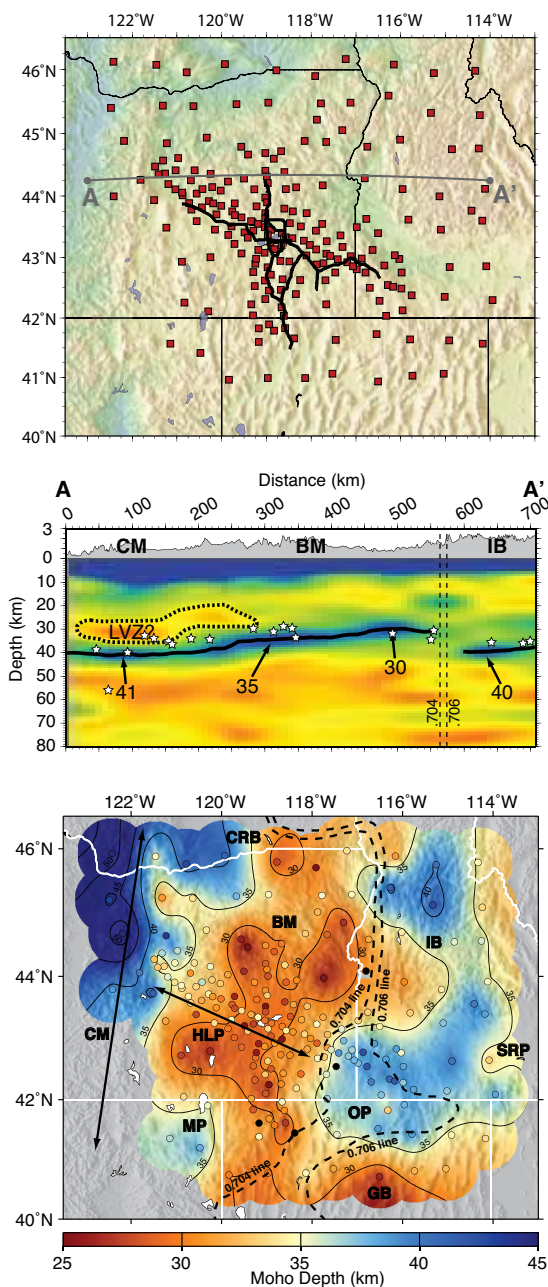 122°W 120°W 118°W 116°W 114°W
46°N
45°N
44°N
43°N
42°N
41°N
40°N
A A'
Distance (km)
A A'
0 100 200 300 400 500 600 700
3
0
10
20
30
40
50
60
70
80
Depth (km)
CM BM IB
LVZ?
41 35 30 40
.704 .706
122°W 120°W 118°W 116°W 114°W
46°N
44°N
42°N
40°N
CRB
BM
IB
CM
HLP
SRP
OP
MP
GB
0.704 line
0.706 line
0.704 line
0.706 line
25 30 35 40 45
Moho Depth (km)